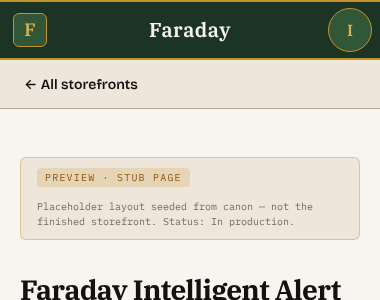 F Faraday I
← All storefronts
PREVIEW · STUB PAGE
Placeholder layout seeded from canon — not the
finished storefront. Status: In production.
Faraday Intelligent Alert